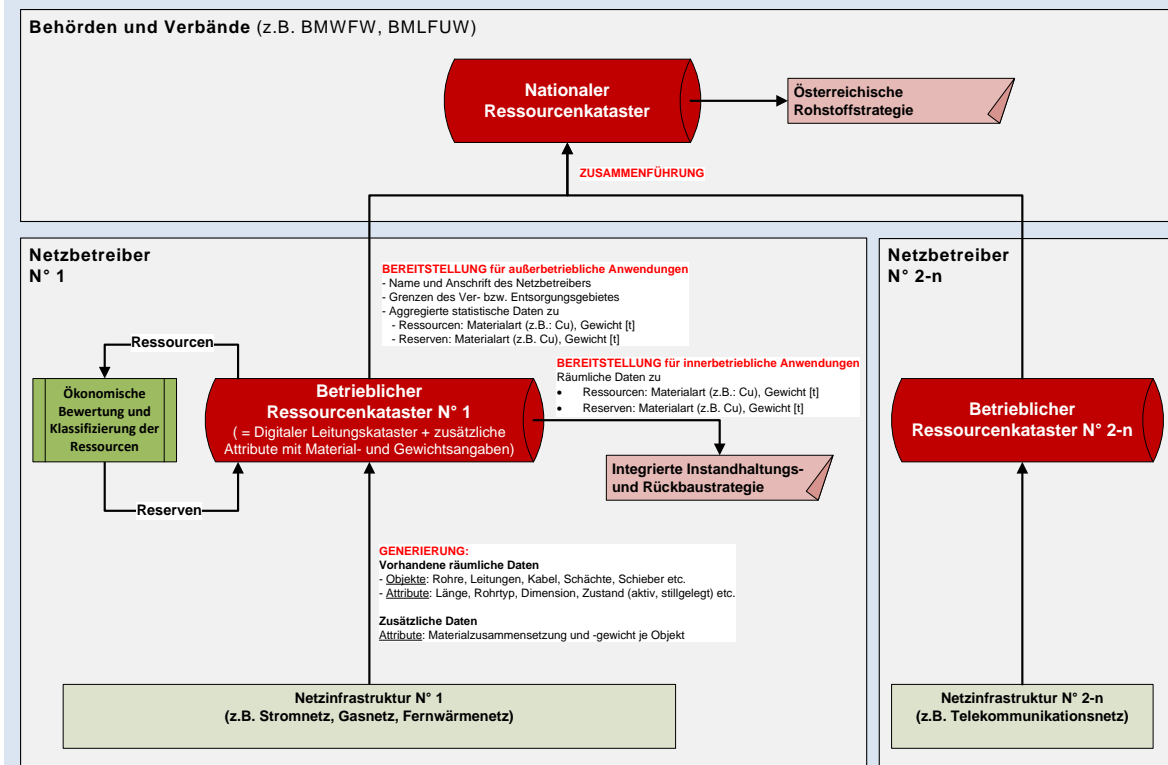 Behörden und Verbände (z.B. BMWFW, BMLFUW)
Nationaler
Ressourcenkataster
Österreichische
Rohstoffstrategie
ZUSAMMENFÜHRUNG
Netzbetreiber
N° 1
Netzbetreiber
N° 2-n
BEREITSTELLUNG für außerbetriebliche Anwendungen
- Name und Anschrift des Netzbetreibers
- Grenzen des Ver- bzw. Entsorgungsgebietes
- Aggregierte statistische Daten zu
- Ressourcen: Materialart (z.B.: Cu), Gewicht [t]
- Reserven: Materialart (z.B. Cu), Gewicht [t]
Ressourcen
Ökonomische
Bewertung und
Klassifizierung der
Ressourcen
Reserven
Betrieblicher
Ressourcenkataster N° 1
( = Digitaler Leitungskataster + zusätzliche
Attribute mit Material- und Gewichtsangaben)
BEREITSTELLUNG für innerbetriebliche Anwendungen
Räumliche Daten zu
• Ressourcen: Materialart (z.B.: Cu), Gewicht [t]
• Reserven: Materialart (z.B. Cu), Gewicht [t]
Integrierte Instandhaltungs-
und Rückbaustrategie
Betrieblicher
Ressourcenkataster N° 2-n
GENERIERUNG:
Vorhandene räumliche Daten
- Objekte: Rohre, Leitungen, Kabel, Schächte, Schieber etc.
- Attribute: Länge, Rohrtyp, Dimension, Zustand (aktiv, stillgelegt) etc.
Zusätzliche Daten
Attribute: Materialzusammensetzung und -gewicht je Objekt
Netzinfrastruktur N° 1
(z.B. Stromnetz, Gasnetz, Fernwärmenetz)
Netzinfrastruktur N° 2-n
(z.B. Telekommunikationsnetz)